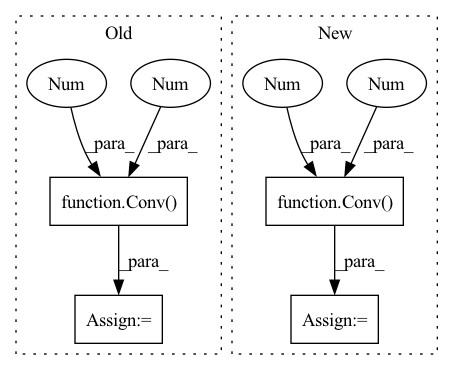 Old
New
Num
Num
Num
Num
_para_
_para_
_para_
_para_
function.Conv()
function.Conv()
_para_
_para_
Assign:=
Assign:=